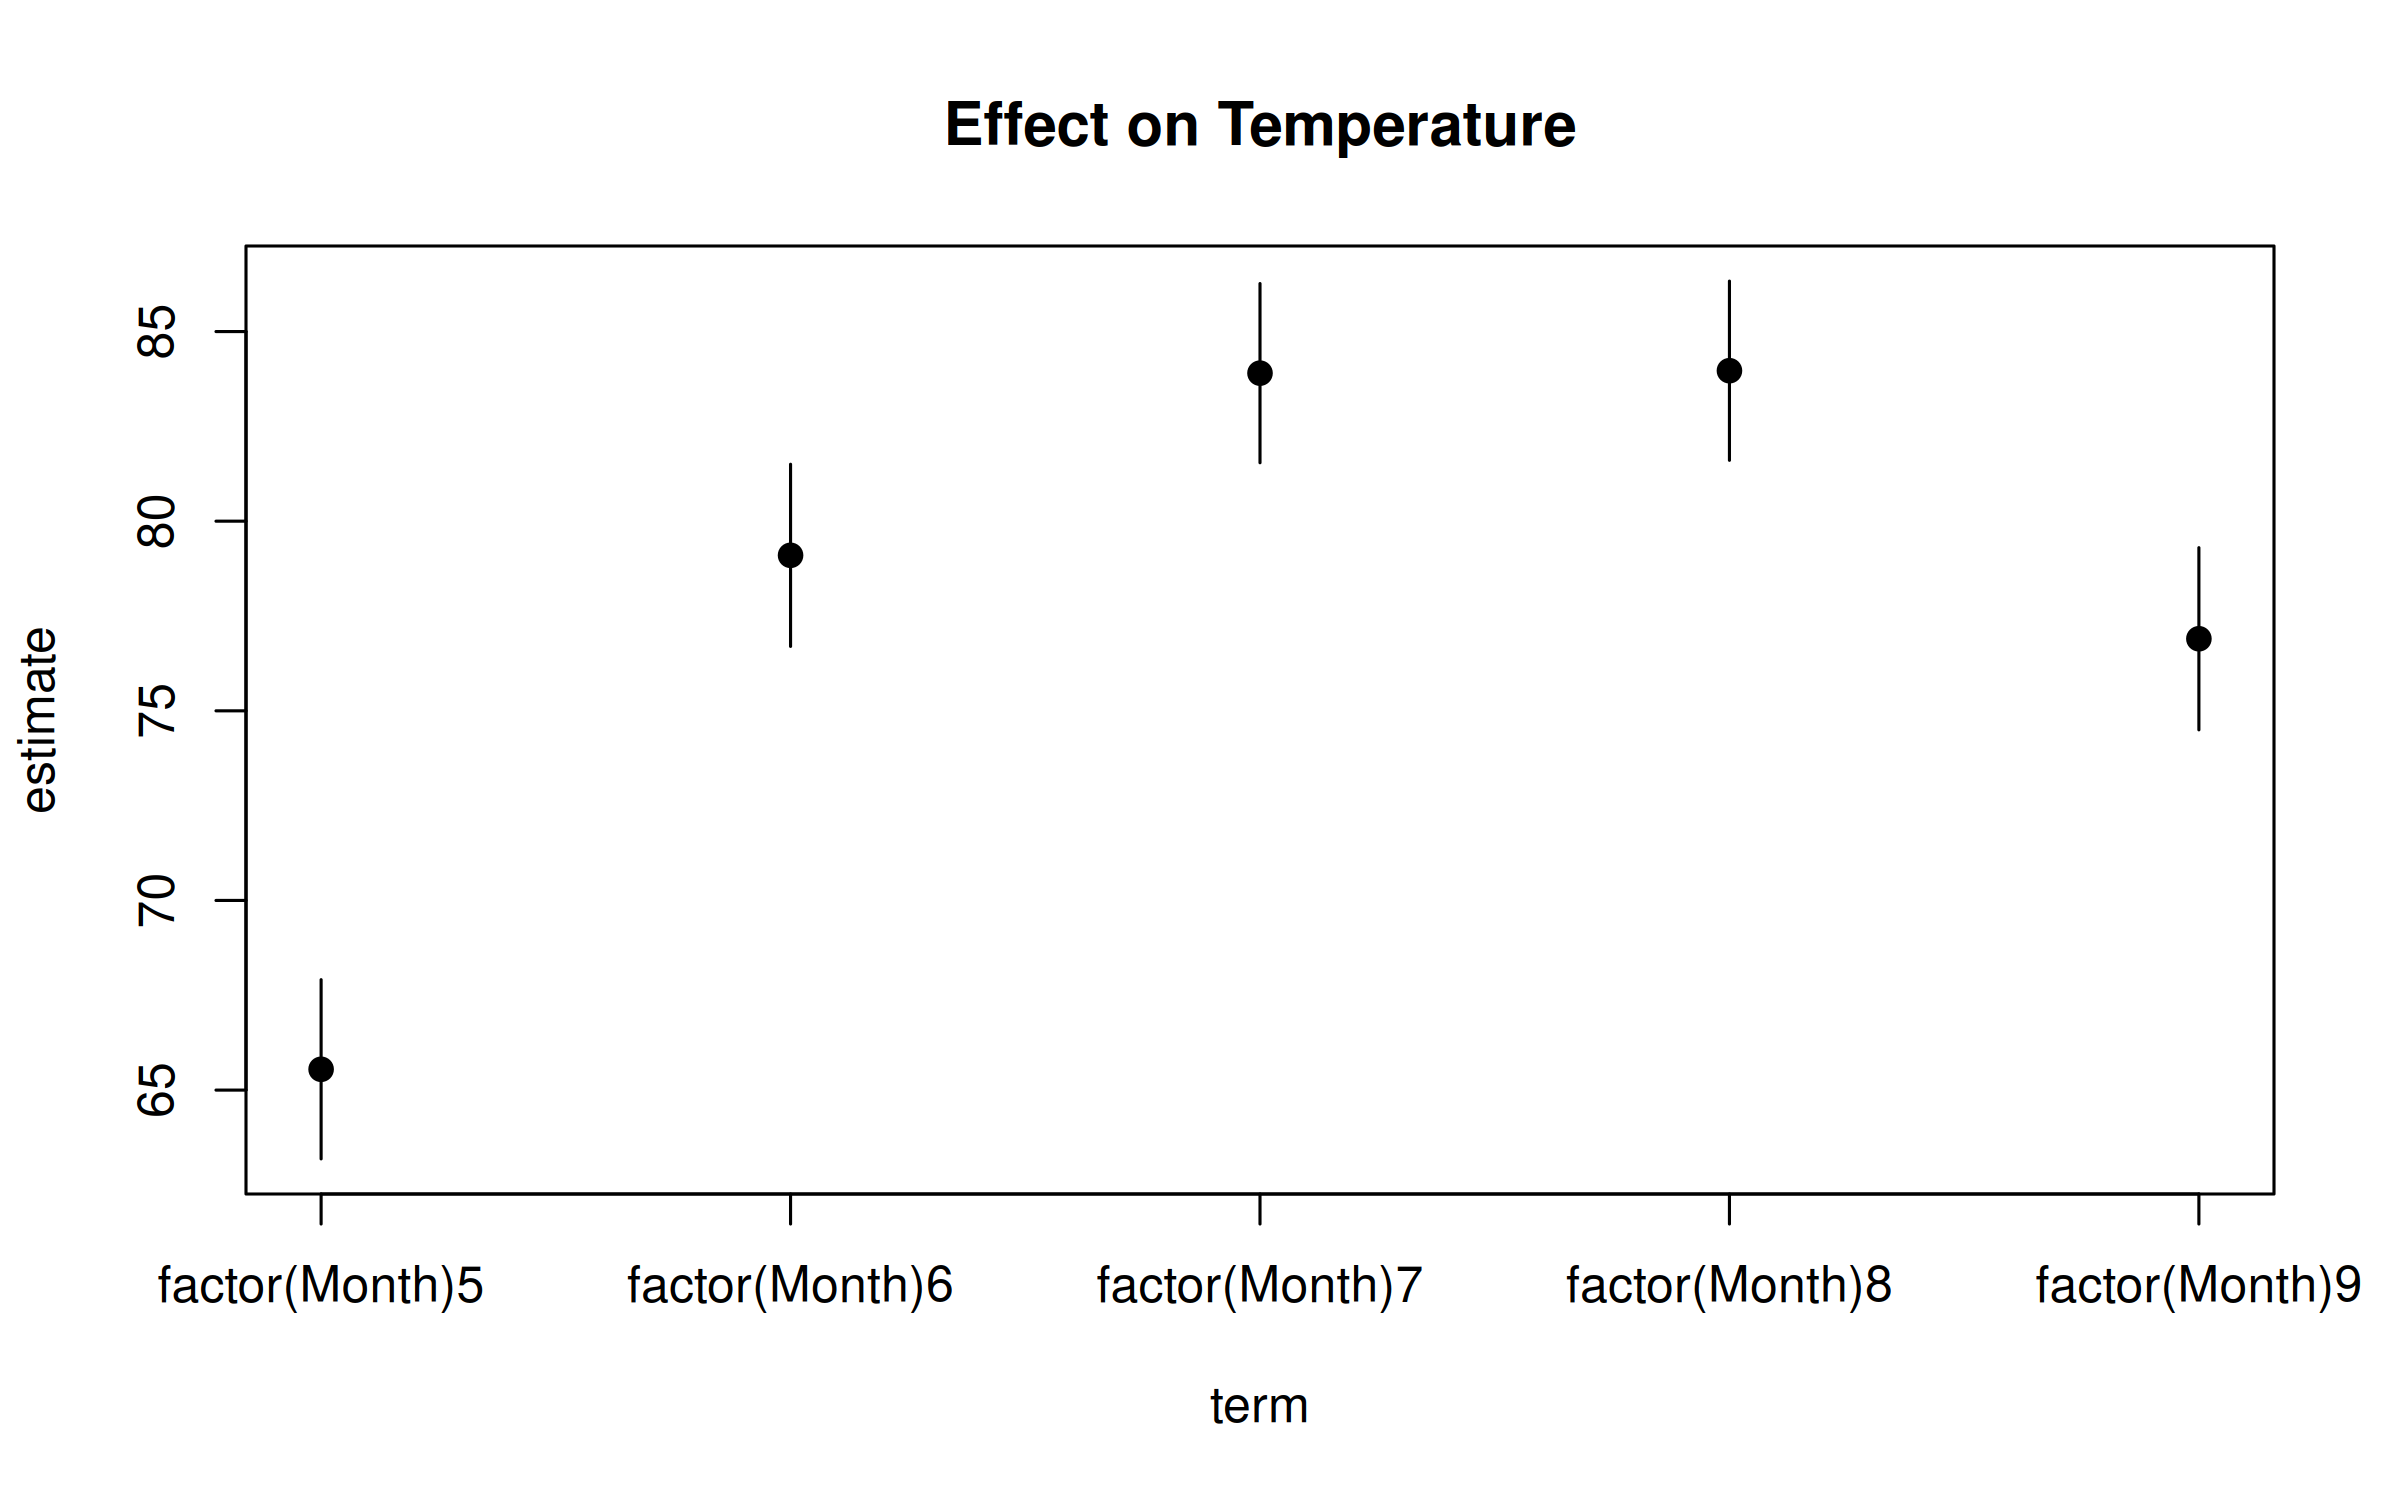 Effect on Temperature
85
80
75
70
65
estimate
factor(Month)5 factor(Month)6 factor(Month)7 factor(Month)8 factor(Month)9
term